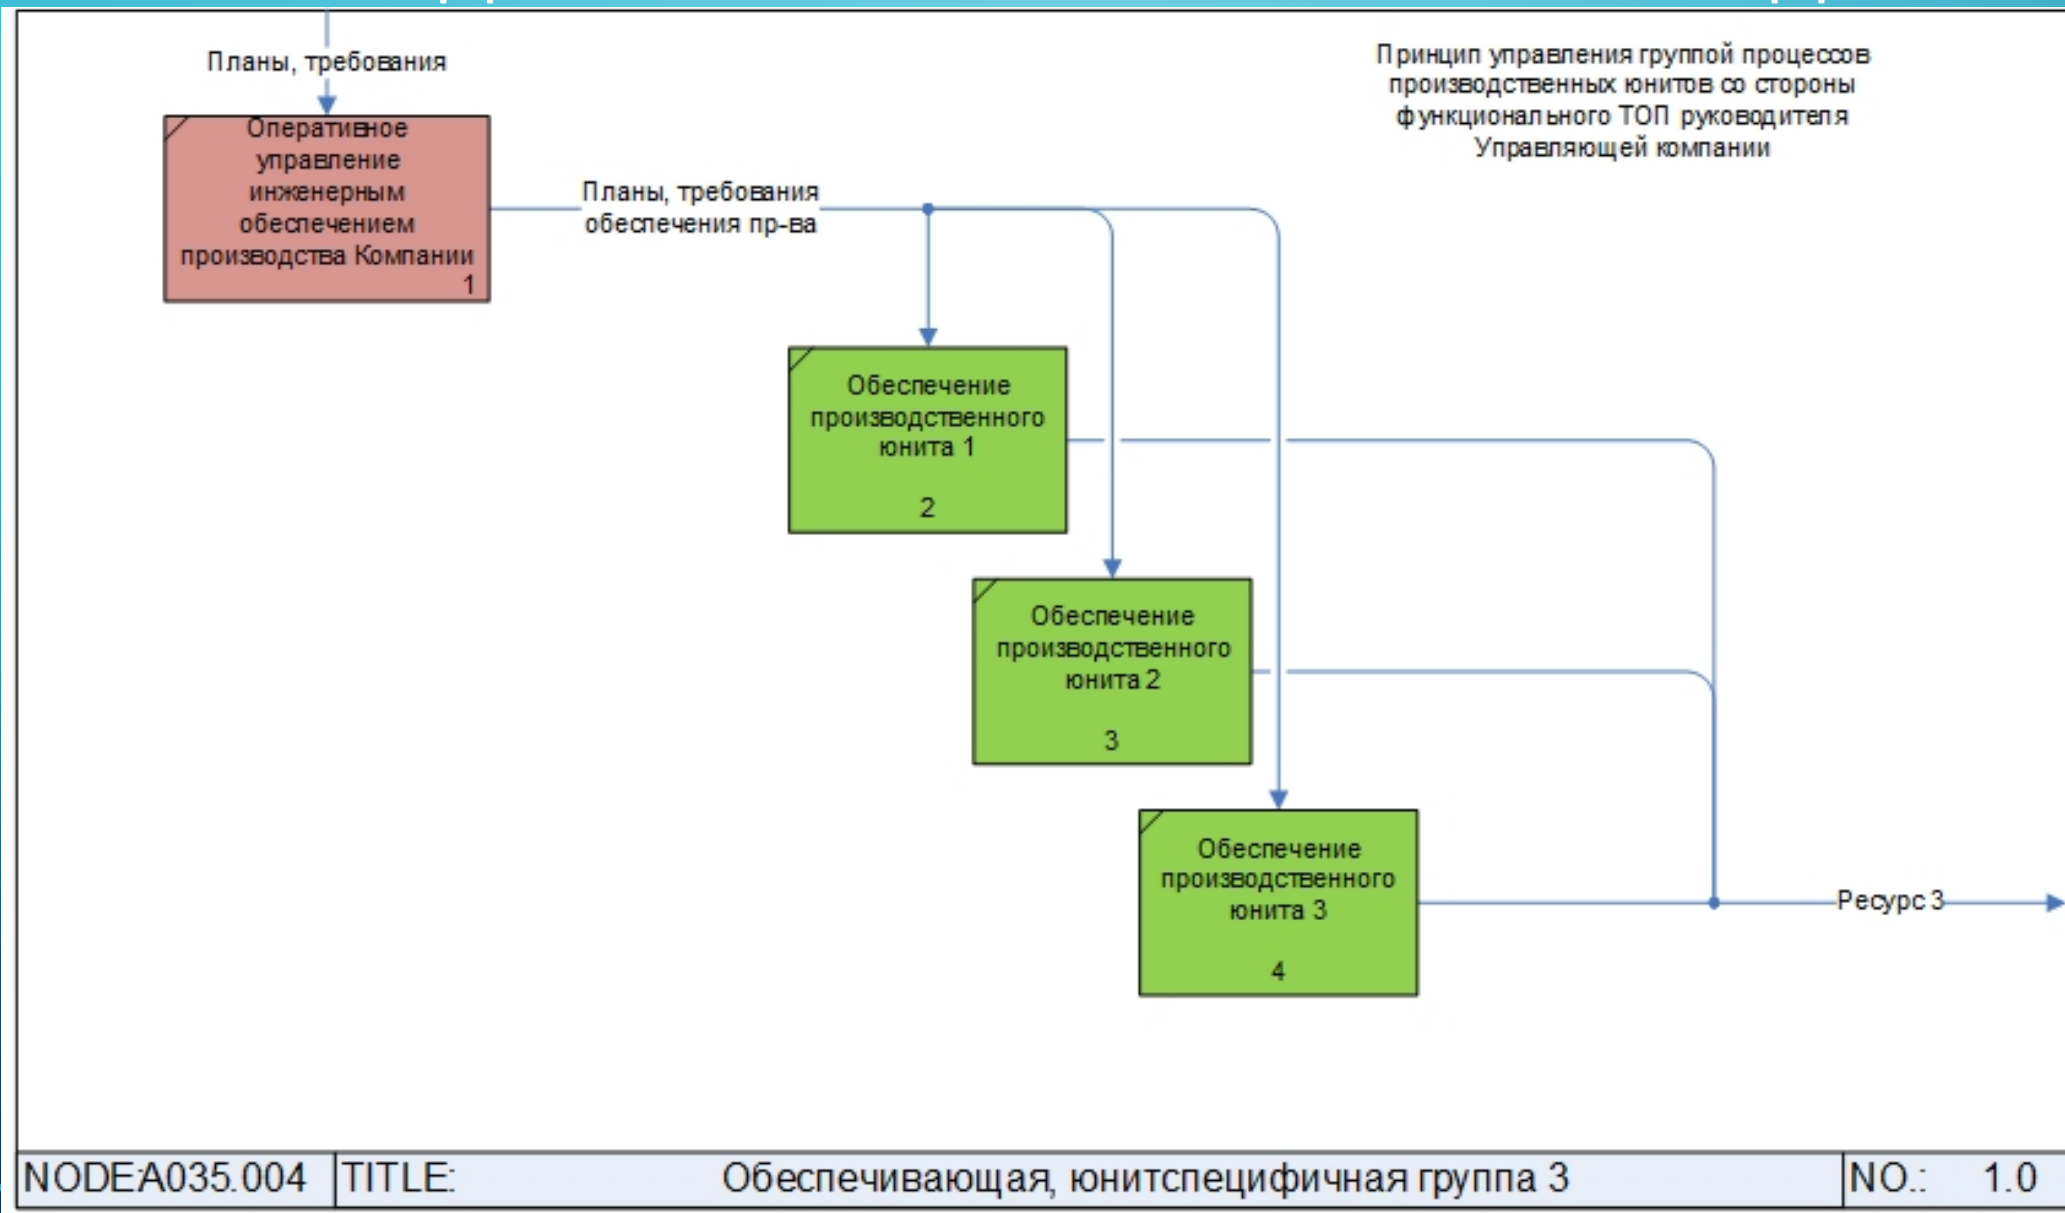 Планы, требования
Принцип управления группой процессов
производственных юнитов со стороны
функционального ТОП руководителя
Управляющей компании
Оперативное
управление
инженерным
обеспечением
производства Компании
1
Планы, требования
обеспечения пр-ва
Обеспечение
производственного
юнита 1
2
Обеспечение
производственного
юнита 2
3
Обеспечение
производственного
юнита 3
4
Ресурс 3
NODE:A035.004
TITLE:
Обеспечивающая, юнитспецифичная группа 3
NO.: 1.0